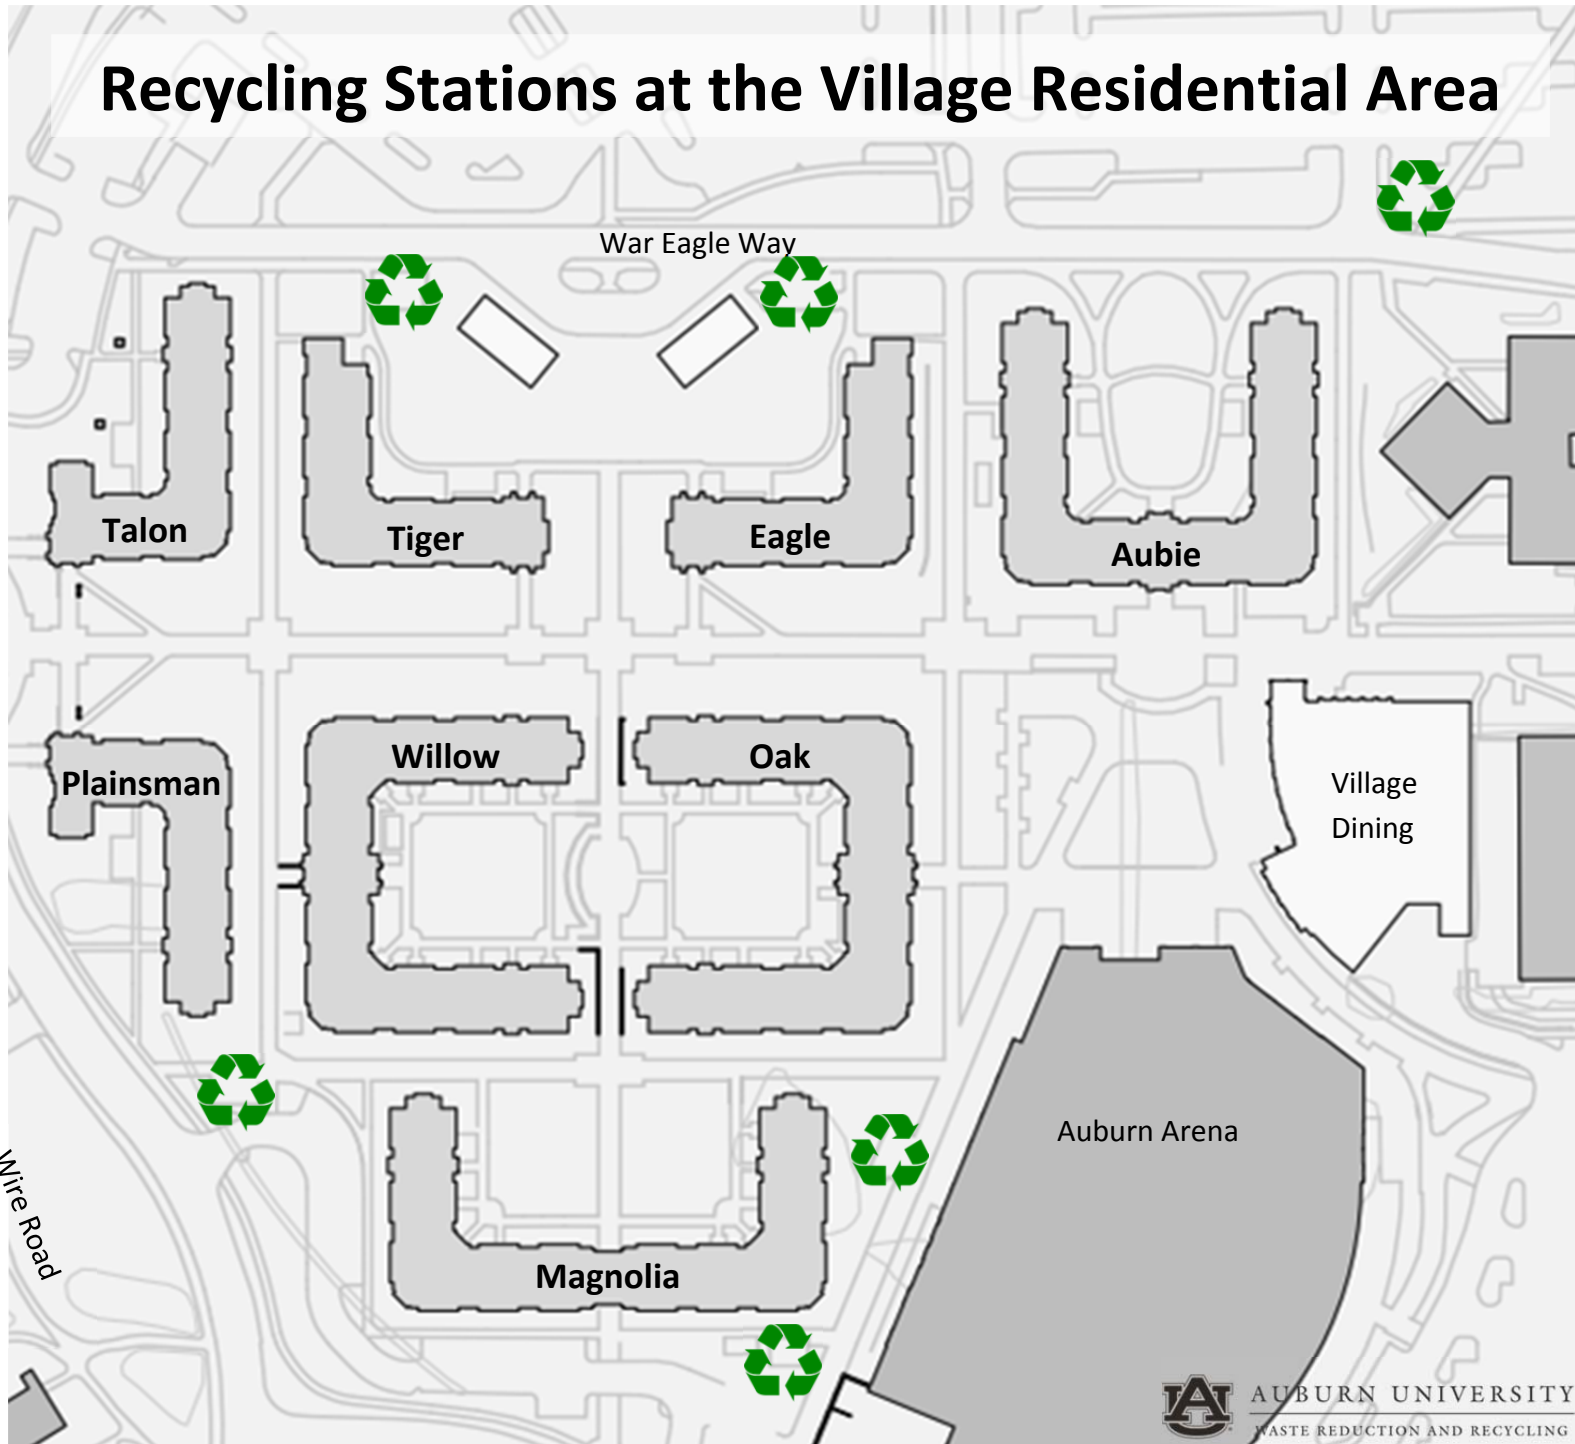 Recycling Stations at the Village Residential Area
War Eagle Way
Talon
Tiger
Eagle
Aubie
Willow
Oak
Plainsman
Village
Dining
Auburn Arena
Wire Road
Magnolia
AUBURN UNIVERSITY
WASTE REDUCTION AND RECYCLING